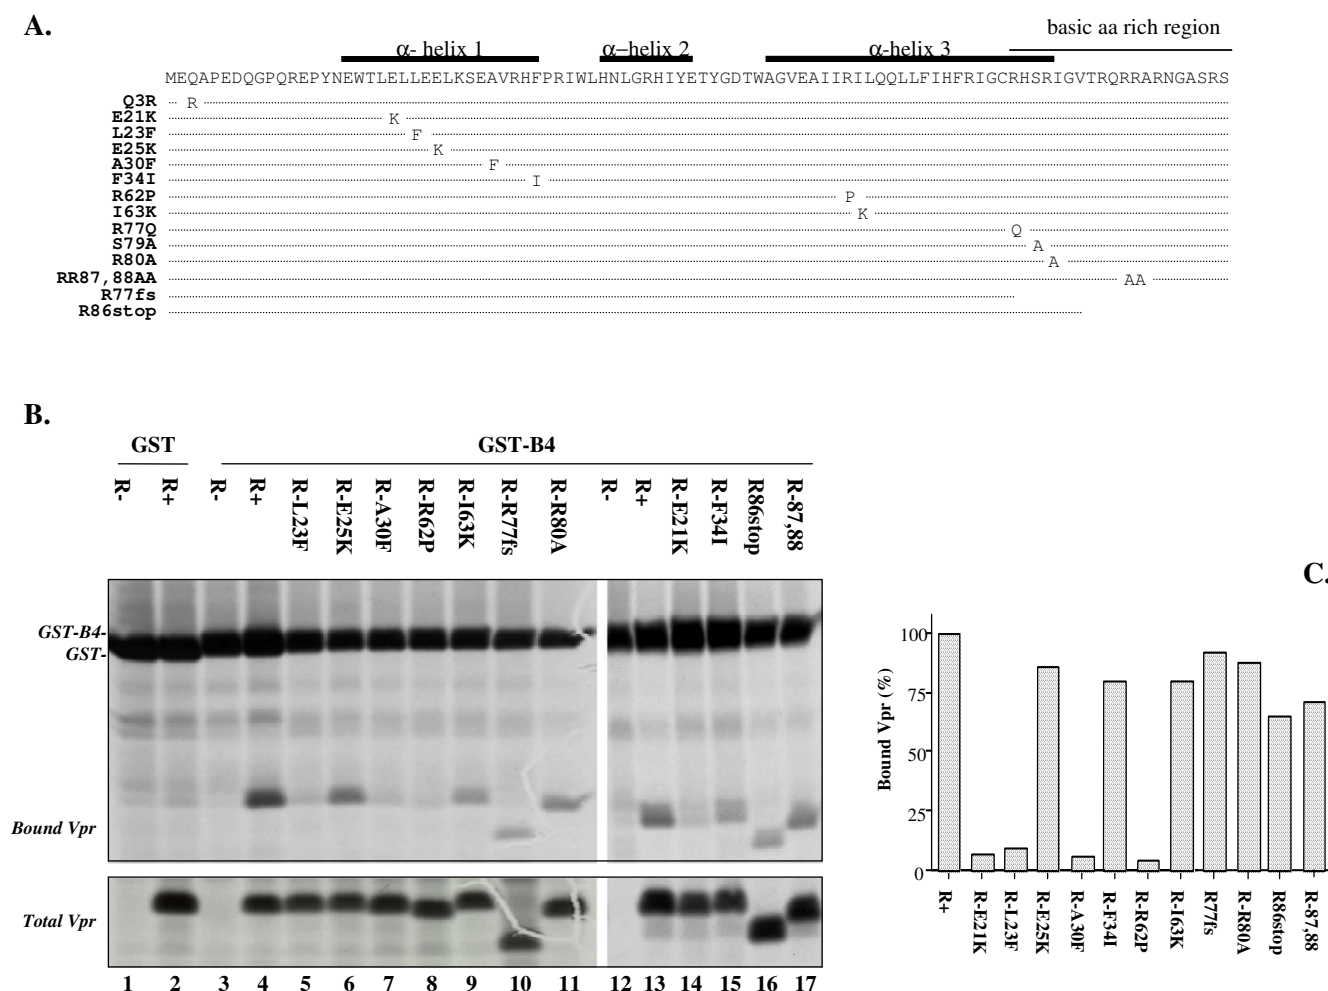 A.
basic aa rich region
α- helix 1
α−helix 2
α-helix 3
MEQAPEDQGPQREPYNEWTLELLEELKSEAVRHFPRIWLHNLGRHIYETYGDTWAGVEAIIRILQQLLFIHFRIGCRHSRIGVTRQRRARNGASRS
Q3R R
E21K K
L23F F
E25K K
A30F F
F34I I
R62P P
I63K K
R77Q Q
S79A A
R80A A
RR87,88AA AA
R77fs
R86stop
B.
GST GST-B4
R- R+ R- R+ R-L23F R-E25K R-A30F R-R62P R-I63K R-R77fs R-R80A R- R+ R-E21K R-F34I R86stop R-87,88
GST-B4-
GST-
Bound Vpr
Total Vpr
1 2 3 4 5 6 7 8 9 10 11 12 13 14 15 16 17
C.
Bound Vpr (%)
100
75
50
25
0
R+ R-E21K R-L23F R-E25K R-A30F R-F34I R-R62P R-I63K R77fs R-R80A R86stop R-87,88